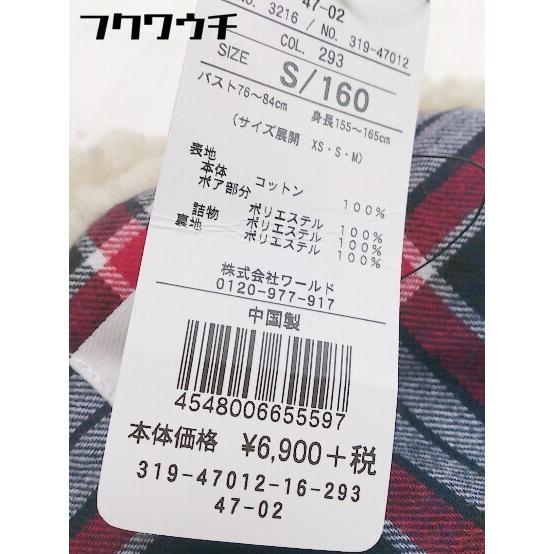 フクワウチ
47-02
NO. 3216 / NO. 319-47012
COL. 293
SIZE S/160
バスト76〜84cm 身長155〜165cm
(サイズ展開 XS・S・M)
表地
本体 コットン 100%
ボア部分 ポリエステル 100%
詰物 ポリエステル 100%
裏地 ポリエステル 100%
株式会社ワールド
0120-977-917
中国製
4548006655597
本体価格 ¥6,900+税
319-47012-16-293
47-02